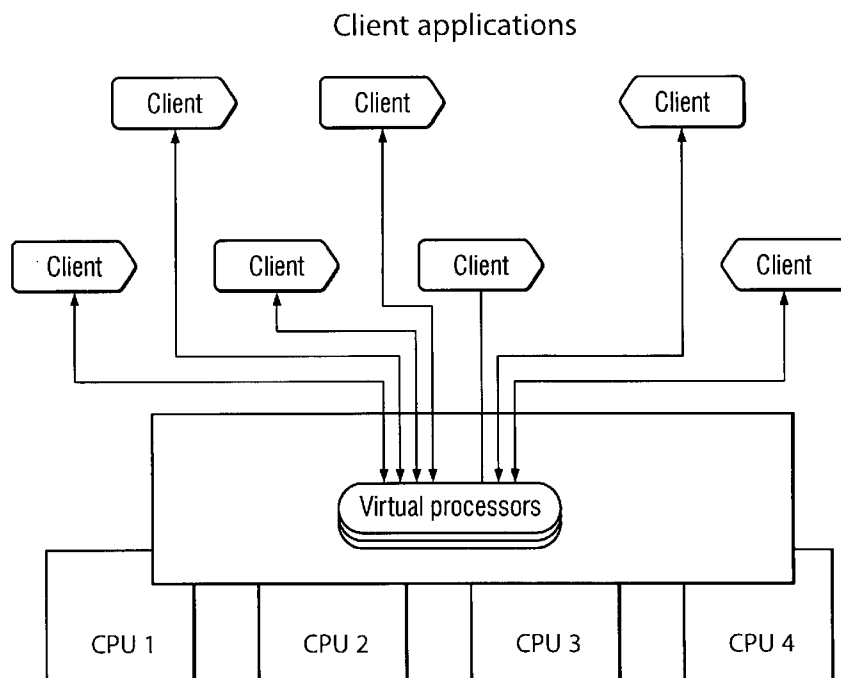 Client applications
Client
Client
Client
Client
Client
Client
Client
Virtual processors
CPU 1
CPU 2
CPU 3
CPU 4